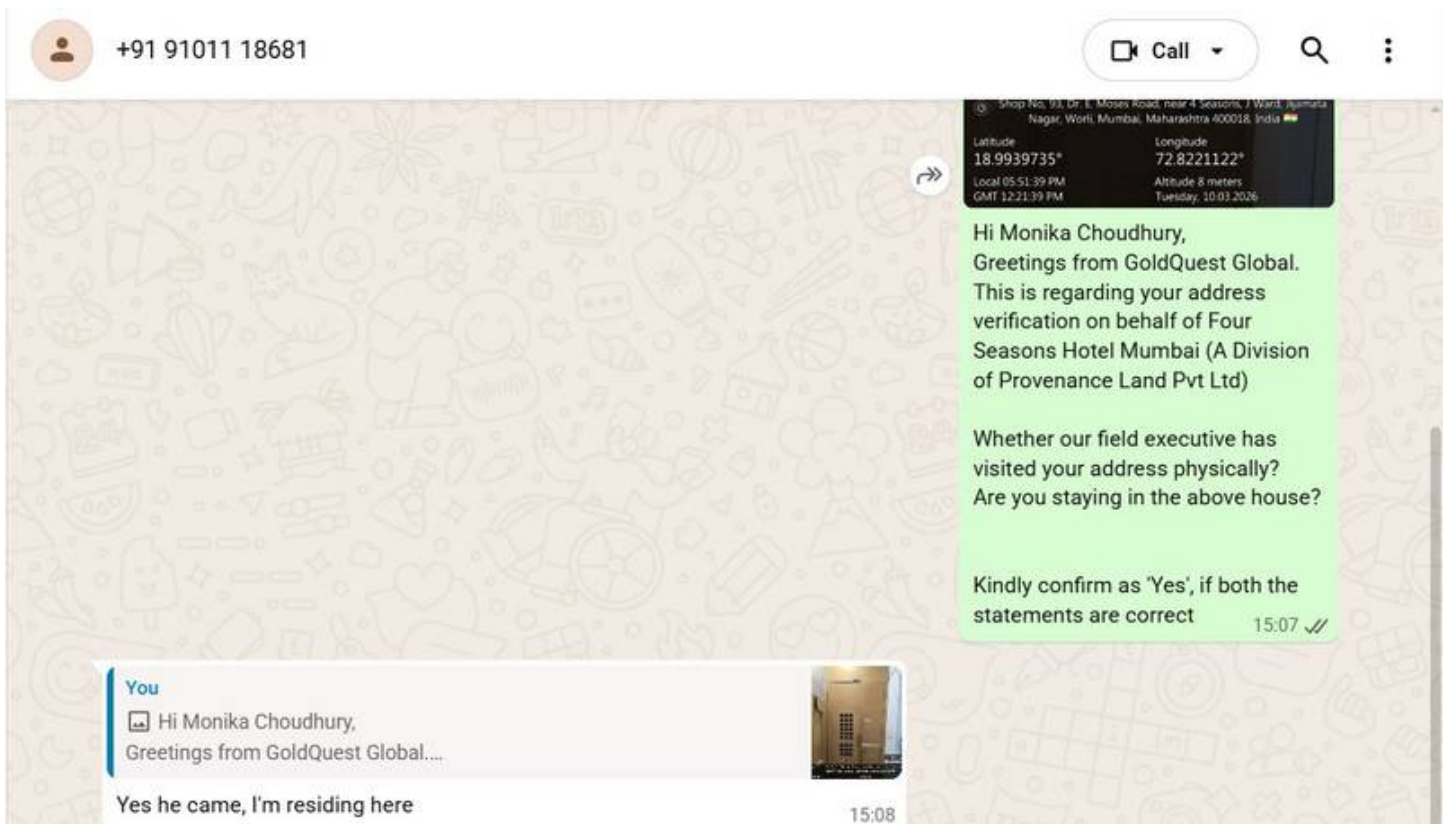 +91 91011 18681
Call
Shop No, 93, Dr. E. Moses Road, near 4 Seasons, J Ward, Jijamata
Nagar, Worli, Mumbai, Maharashtra 400018, India
Latitude
Longitude
18.9939735°
72.8221122°
Local 05:51:39 PM
Altitude 8 meters
GMT 12:21:39 PM
Tuesday, 10.03.2026
Hi Monika Choudhury,
Greetings from GoldQuest Global.
This is regarding your address
verification on behalf of Four
Seasons Hotel Mumbai (A Division
of Provenance Land Pvt Ltd)
Whether our field executive has
visited your address physically?
Are you staying in the above house?
Kindly confirm as 'Yes', if both the
statements are correct
15:07
You
Hi Monika Choudhury,
Greetings from GoldQuest Global....
Yes he came, I'm residing here
15:08